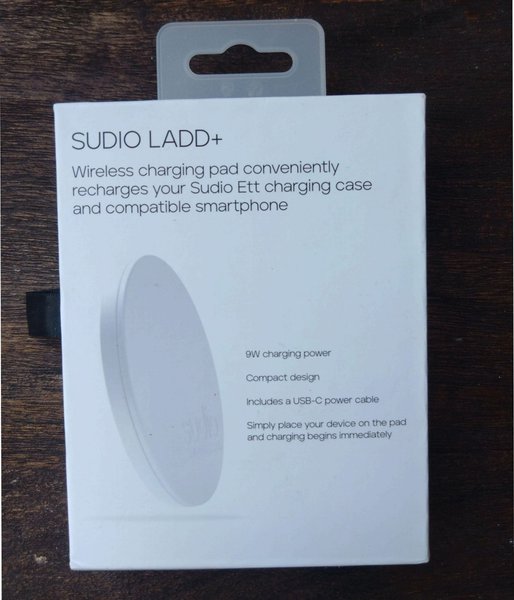 SUDIO LADD+
Wireless charging pad conveniently
recharges your Sudio Ett charging case
and compatible smartphone
9W charging power
Compact design
Includes a USB-C power cable
Simply place your device on the pad
and charging begins immediately